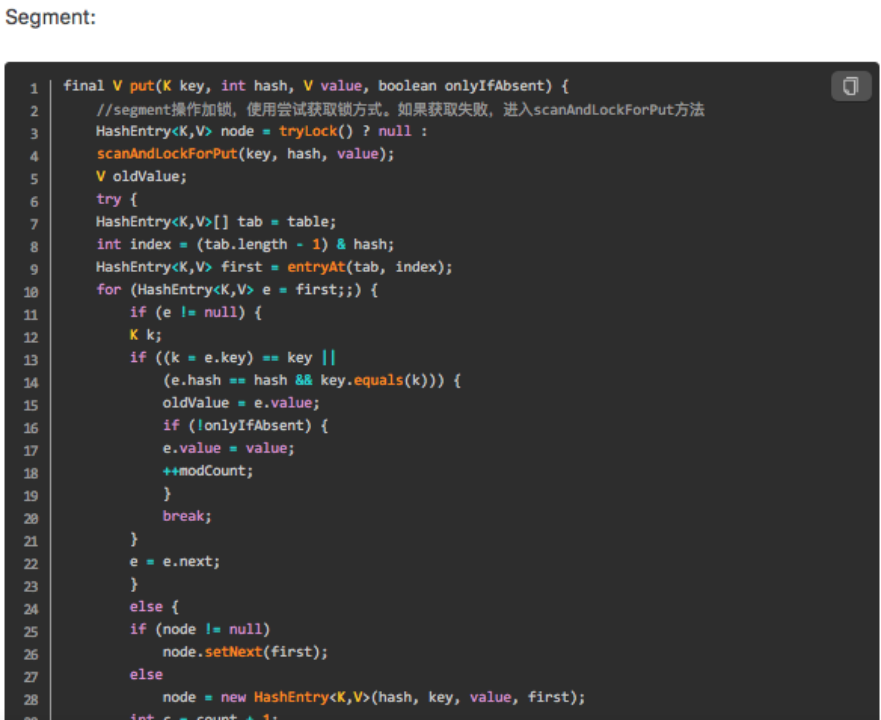 Segment:
1 final V put(K key, int hash, V value, boolean onlyIfAbsent) {
2 //segment操作加锁，使用尝试获取锁方式。如果获取失败，进入scanAndLockForPut方法
3 HashEntry<K,V> node = tryLock() ? null :
4 scanAndLockForPut(key, hash, value);
5 V oldValue;
6 try {
7 HashEntry<K,V>[] tab = table;
8 int index = (tab.length - 1) & hash;
9 HashEntry<K,V> first = entryAt(tab, index);
10 for (HashEntry<K,V> e = first;;) {
11 if (e != null) {
12 K k;
13 if ((k = e.key) == key ||
14 (e.hash == hash && key.equals(k))) {
15 oldValue = e.value;
16 if (!onlyIfAbsent) {
17 e.value = value;
18 ++modCount;
19 }
20 break;
21 }
22 e = e.next;
23 }
24 else {
25 if (node != null)
26 node.setNext(first);
27 else
28 node = new HashEntry<K,V>(hash, key, value, first);
int c = count + 1;